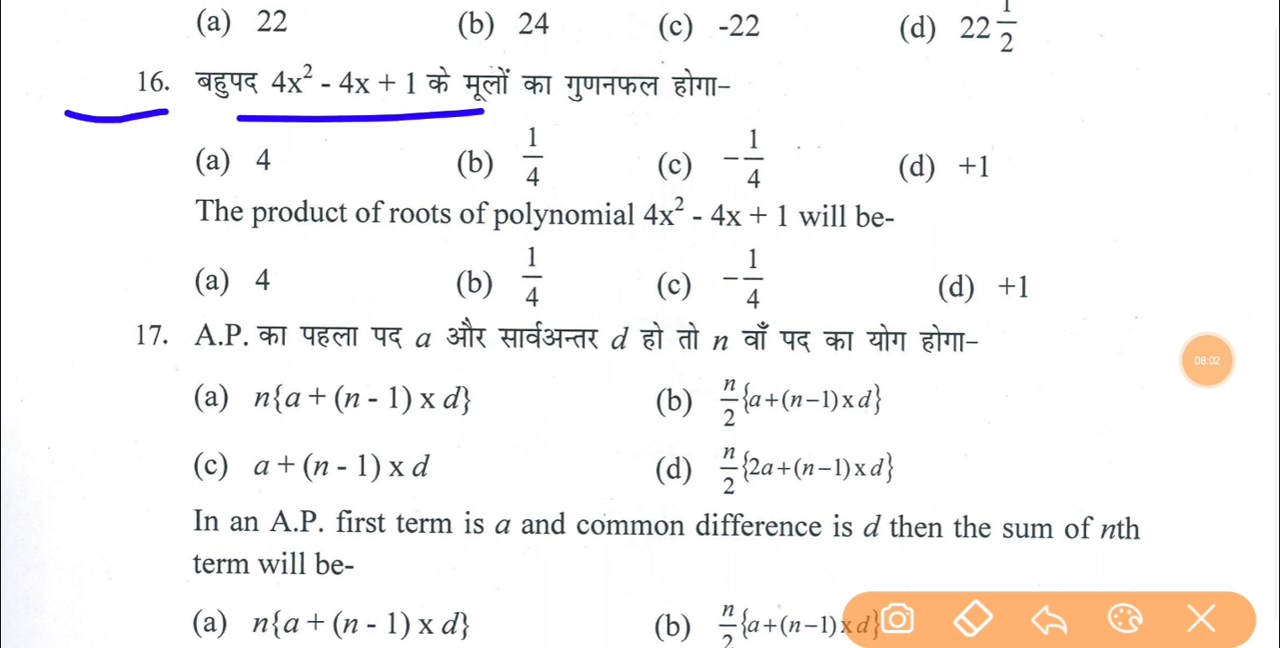 (a) 22 (b) 24 (c) -22 (d) 22 1/2
16. बहुपद 4x² - 4x + 1 के मूलों का गुणनफल होगा–
(a) 4 (b) 1/4 (c) -1/4 (d) +1
The product of roots of polynomial 4x² - 4x + 1 will be-
(a) 4 (b) 1/4 (c) -1/4 (d) +1
17. A.P. का पहला पद a और सार्वअन्तर d हो तो n वाँ पद का योग होगा–
08:02
(a) n{a + (n - 1) x d} (b) n/2{a+(n–1)xd}
(c) a + (n - 1) x d (d) n/2{2a+(n–1)xd}
In an A.P. first term is a and common difference is d then the sum of nth
term will be-
(a) n{a + (n - 1) x d} (b) n/2{a+(n–1)xd}